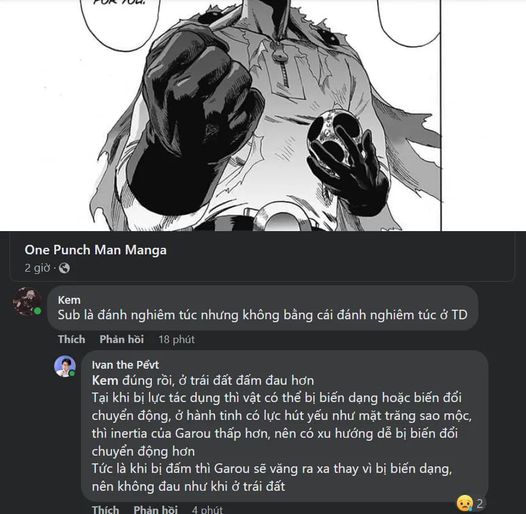 FOR YOU.
One Punch Man Manga
2 giờ ·
Kem
Sub là đánh nghiêm túc nhưng không bằng cái đánh nghiêm túc ở TD
Thích Phản hồi 18 phút
Ivan the Pếvt
Kem đúng rồi, ở trái đất đấm đau hơn
Tại khi bị lực tác dụng thì vật có thể bị biến dạng hoặc biến đổi
chuyển động, ở hành tinh có lực hút yếu như mặt trăng sao mộc,
thì inertia của Garou thấp hơn, nên có xu hướng dễ bị biến đổi
chuyển động hơn
Tức là khi bị đấm thì Garou sẽ văng ra xa thay vì bị biến dạng,
nên không đau như khi ở trái đất
2
Thích Phản hồi 4 phút